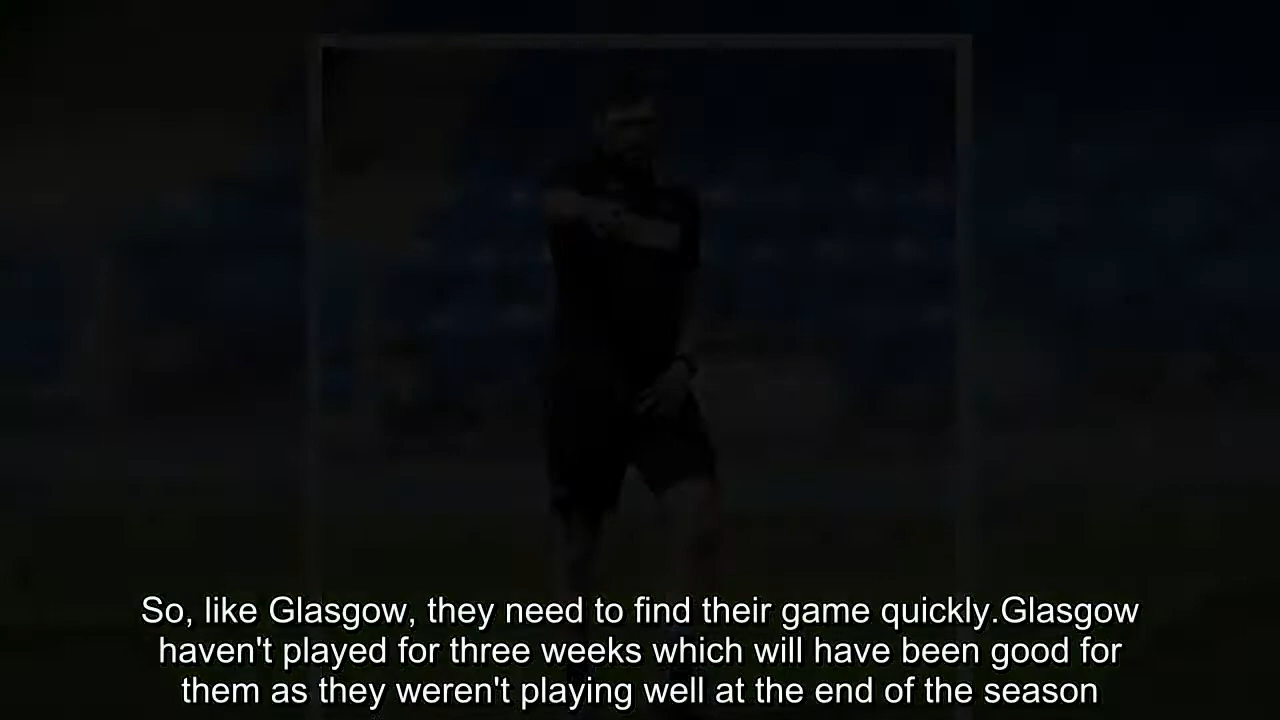 So, like Glasgow, they need to find their game quickly.Glasgow
haven't played for three weeks which will have been good for
them as they weren't playing well at the end of the season